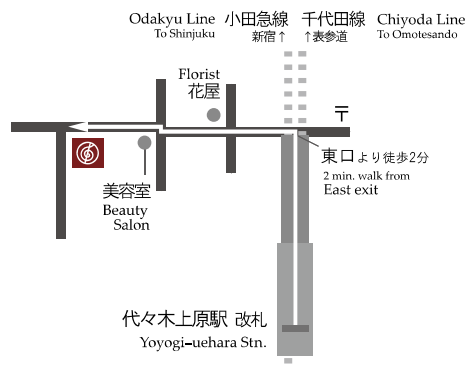 Odakyu Line 小田急線 千代田線 Chiyoda Line
To Shinjuku 新宿↑ ↑表参道 To Omotesando
Florist
花屋
〒
東口より徒歩2分
2 min. walk from
East exit
美容室
Beauty
Salon
代々木上原駅 改札
Yoyogi-uehara Stn.